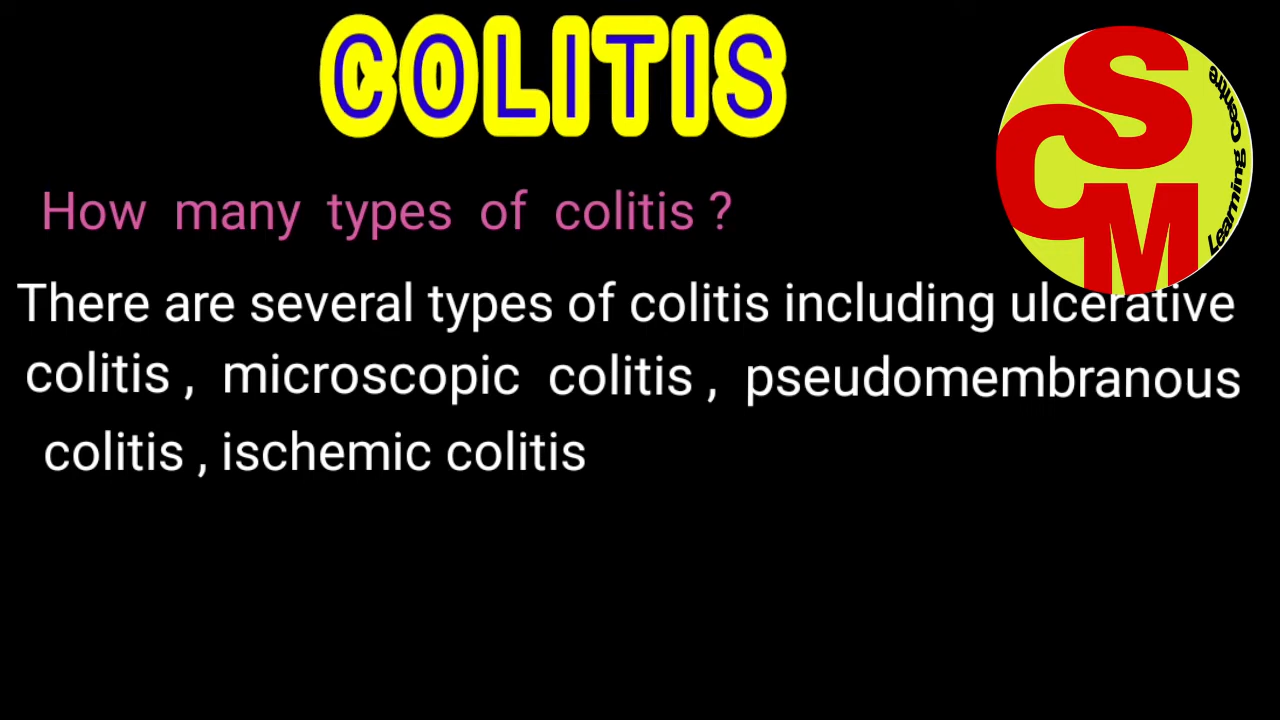 COLITIS
SCM
Learning Centre
How many types of colitis ?
There are several types of colitis including ulcerative
colitis , microscopic colitis , pseudomembranous
colitis , ischemic colitis